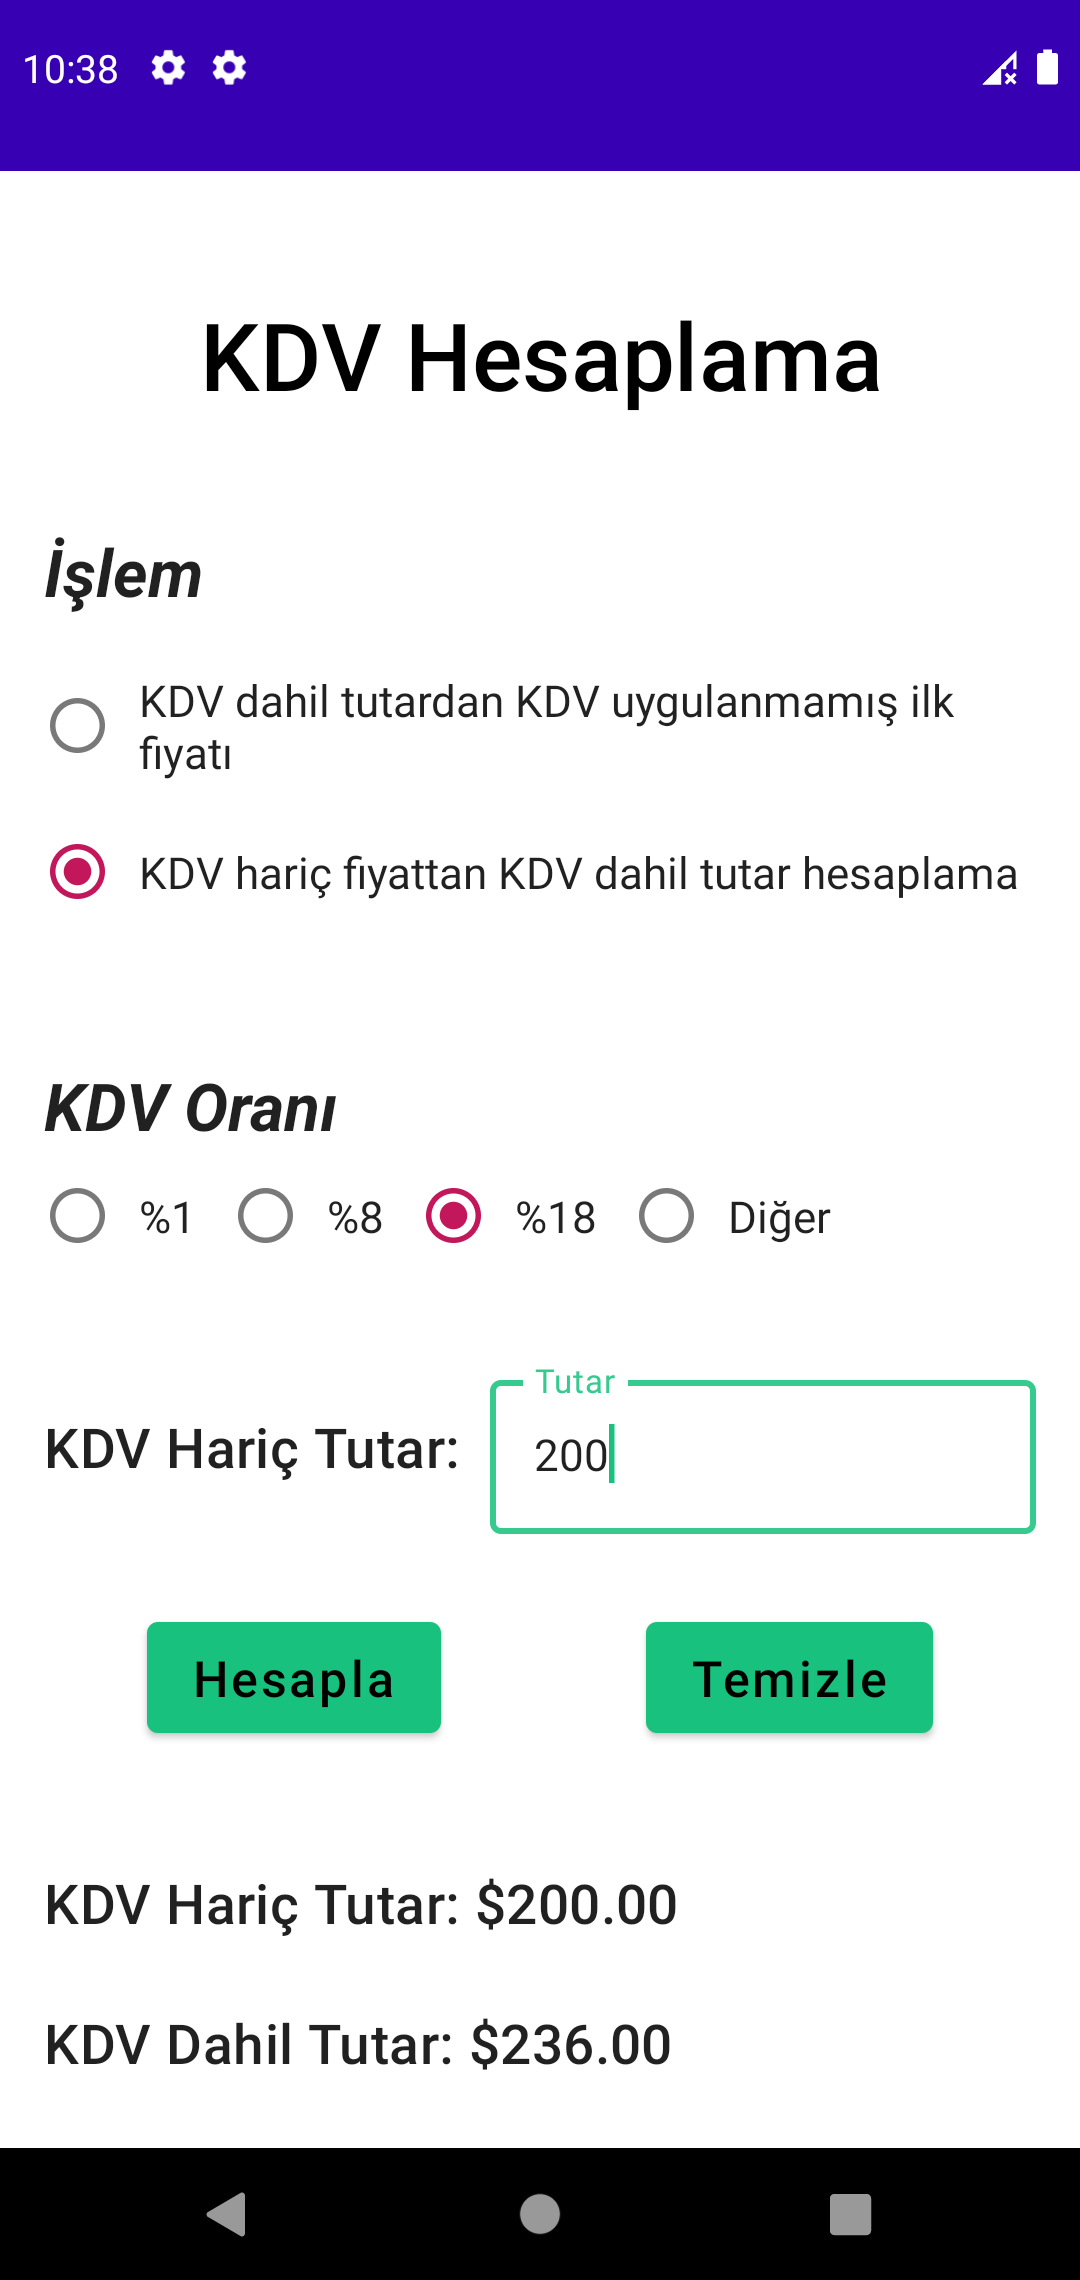 10:38
KDV Hesaplama
İşlem
KDV dahil tutardan KDV uygulanmamış ilk
fiyatı
KDV hariç fiyattan KDV dahil tutar hesaplama
KDV Oranı
%1 %8 %18 Diğer
Tutar
KDV Hariç Tutar: 200
Hesapla Temizle
KDV Hariç Tutar: $200.00
KDV Dahil Tutar: $236.00